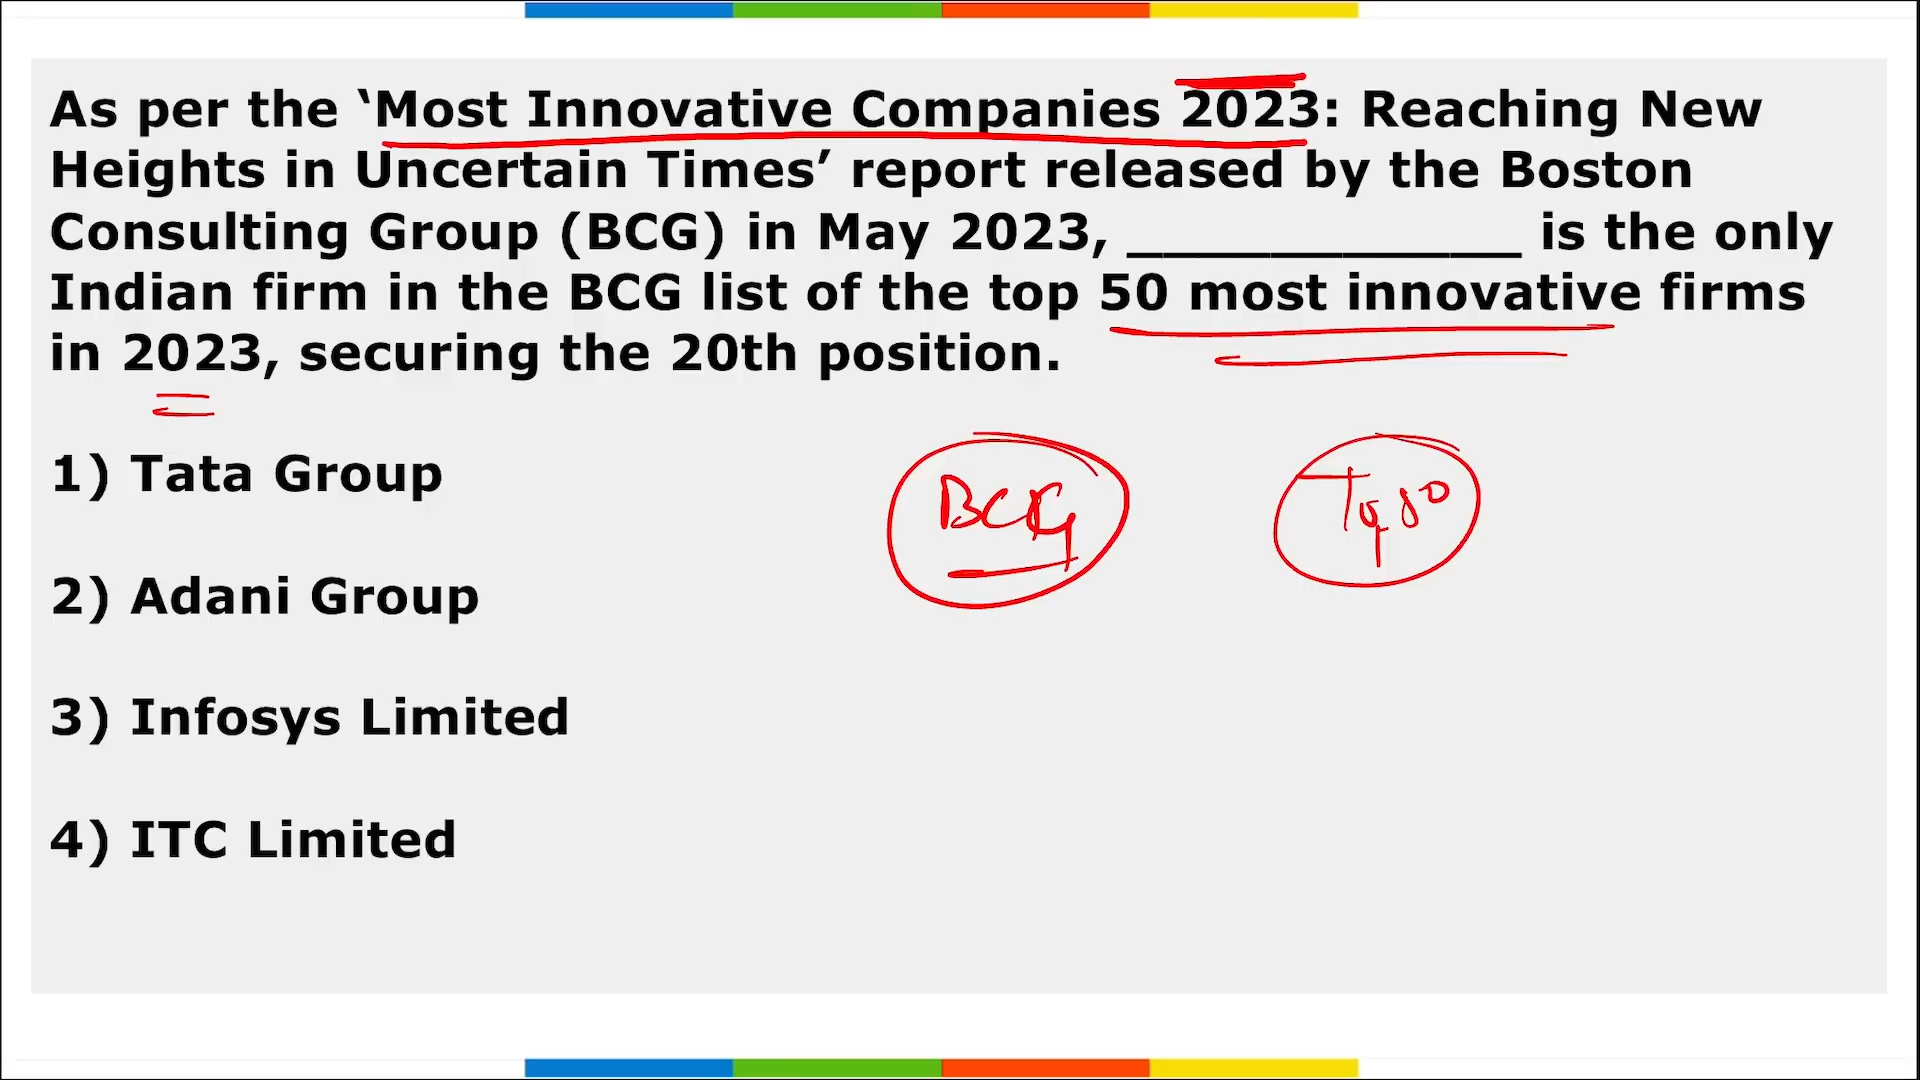 As per the ‘Most Innovative Companies 2023: Reaching New
Heights in Uncertain Times’ report released by the Boston
Consulting Group (BCG) in May 2023, ______________ is the only
Indian firm in the BCG list of the top 50 most innovative firms
in 2023, securing the 20th position.
1) Tata Group
BCG
2) Adani Group
3) Infosys Limited
4) ITC Limited